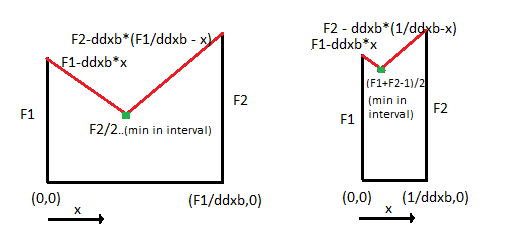 F2-ddxb*(F1/ddxb - x)
F1-ddxb*x
F1
F2
F2/2..(min in interval)
(0,0)
(F1/ddxb,0)
x
F2 - ddxb*(1/ddxb-x)
F1-ddxb*x
(F1+F2-1)/2
(min in
interval)
F1
F2
(0,0)
(1/ddxb,0)
x